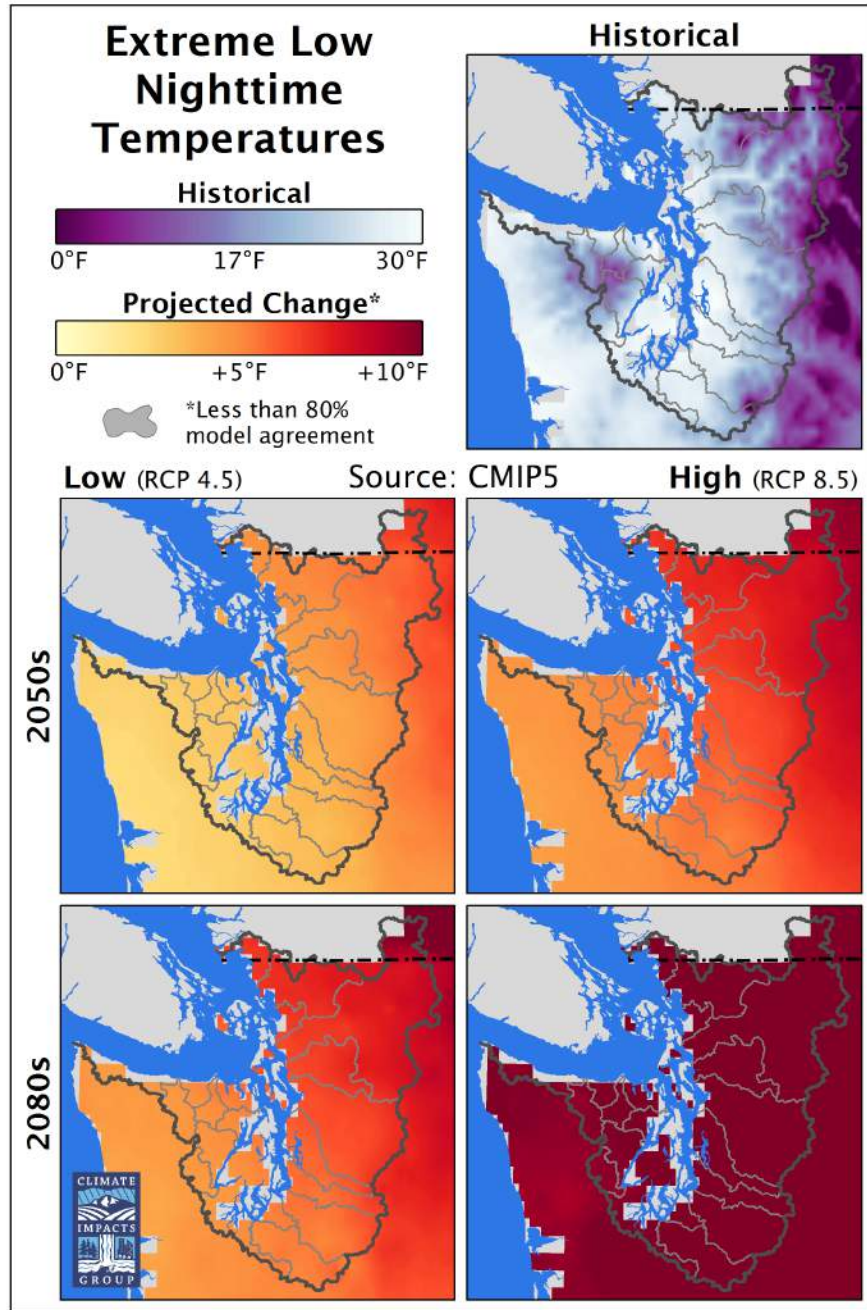 Extreme Low
Nighttime
Temperatures
Historical
Historical
0°F 17°F 30°F
Projected Change*
0°F +5°F +10°F
*Less than 80%
model agreement
Low (RCP 4.5) Source: CMIP5 High (RCP 8.5)
2050s
2080s
CLIMATE
IMPACTS
GROUP